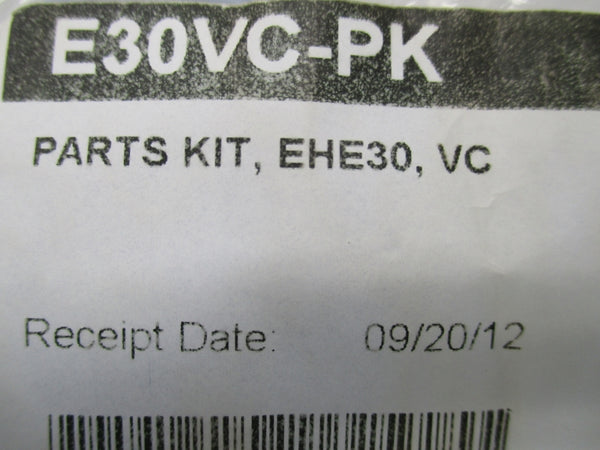 E30VC-PK
PARTS KIT, EHE30, VC
Receipt Date: 09/20/12